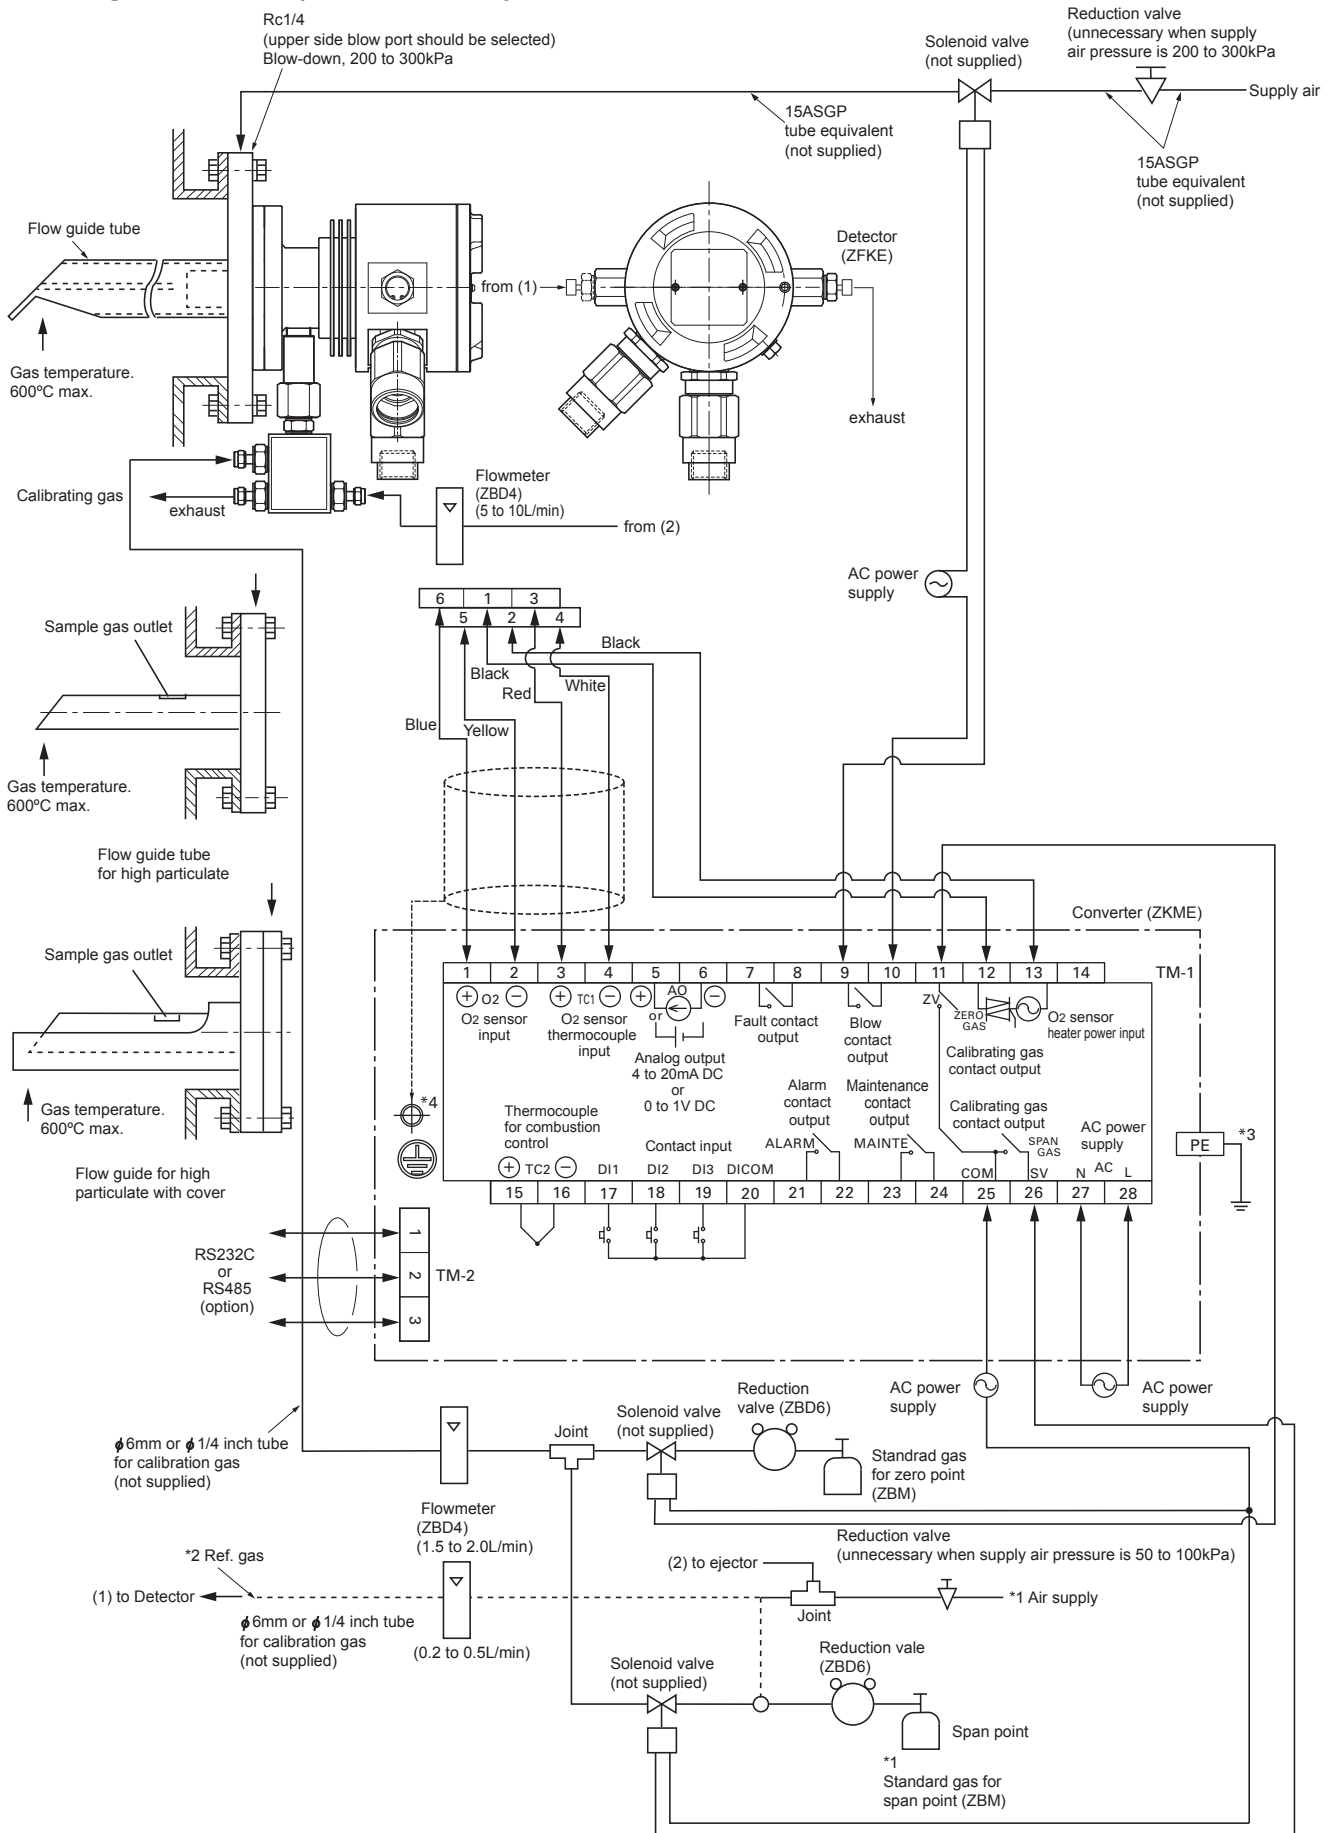 Rc1/4
(upper side blow port should be selected)
Blow-down, 200 to 300kPa
Solenoid valve
(not supplied)
Reduction valve
(unnecessary when supply
air pressure is 200 to 300kPa
Supply air
15ASGP
tube equivalent
(not supplied)
15ASGP
tube equivalent
(not supplied)
Flow guide tube
Gas temperature.
600ºC max.
from (1)
Detector
(ZFKE)
exhaust
Calibrating gas
exhaust
Flowmeter
(ZBD4)
(5 to 10L/min)
from (2)
AC power
supply
6 1 3
5 2 4
Black
Black
White
Red
Blue
Yellow
Sample gas outlet
Gas temperature.
600ºC max.
Flow guide tube
for high particulate
Sample gas outlet
Gas temperature.
600ºC max.
Flow guide for high
particulate with cover
Converter (ZKME)
1 2 3 4 5 6 7 8 9 10 11 12 13 14
TM-1
+ O2 −
O2 sensor
input
+ TC1 −
O2 sensor
thermocouple
input
+ AO −
or
Analog output
4 to 20mA DC
or
0 to 1V DC
Fault contact
output
Blow
contact
output
ZV
ZERO
GAS
Calibrating gas
contact output
O2 sensor
heater power input
*4
Thermocouple
for combustion
control
+ TC2 −
Contact input
DI1 DI2 DI3 DICOM
Alarm
contact
output
ALARM
Maintenance
contact
output
MAINTE
Calibrating gas
contact output
SPAN
GAS
COM
SV
AC power
supply
N AC L
PE
*3
15 16 17 18 19 20 21 22 23 24 25 26 27 28
RS232C
or
RS485
(option)
1
2
3
TM-2
AC power
supply
AC power
supply
ϕ6mm or ϕ1/4 inch tube
for calibration gas
(not supplied)
Joint
Solenoid valve
(not supplied)
Reduction
valve (ZBD6)
Standrad gas
for zero point
(ZBM)
Flowmeter
(ZBD4)
(1.5 to 2.0L/min)
*2 Ref. gas
(1) to Detector
ϕ6mm or ϕ1/4 inch tube
for calibration gas
(not supplied)
(0.2 to 0.5L/min)
(2) to ejector
Joint
Reduction valve
(unnecessary when supply air pressure is 50 to 100kPa)
*1 Air supply
Solenoid valve
(not supplied)
Reduction vale
(ZBD6)
Span point
*1
Standard gas for
span point (ZBM)